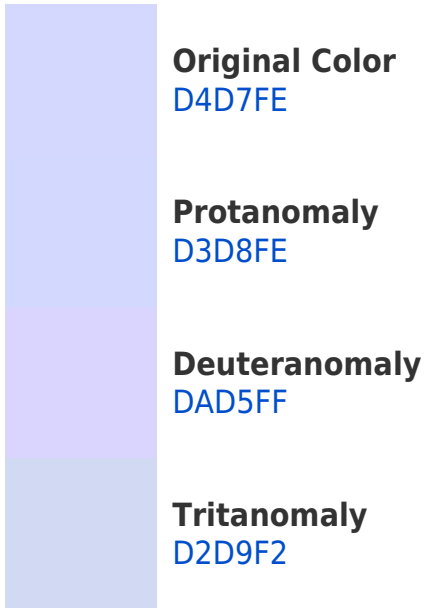 Original Color
D4D7FE
Protanomaly
D3D8FE
Deuteranomaly
DAD5FF
Tritanomaly
D2D9F2